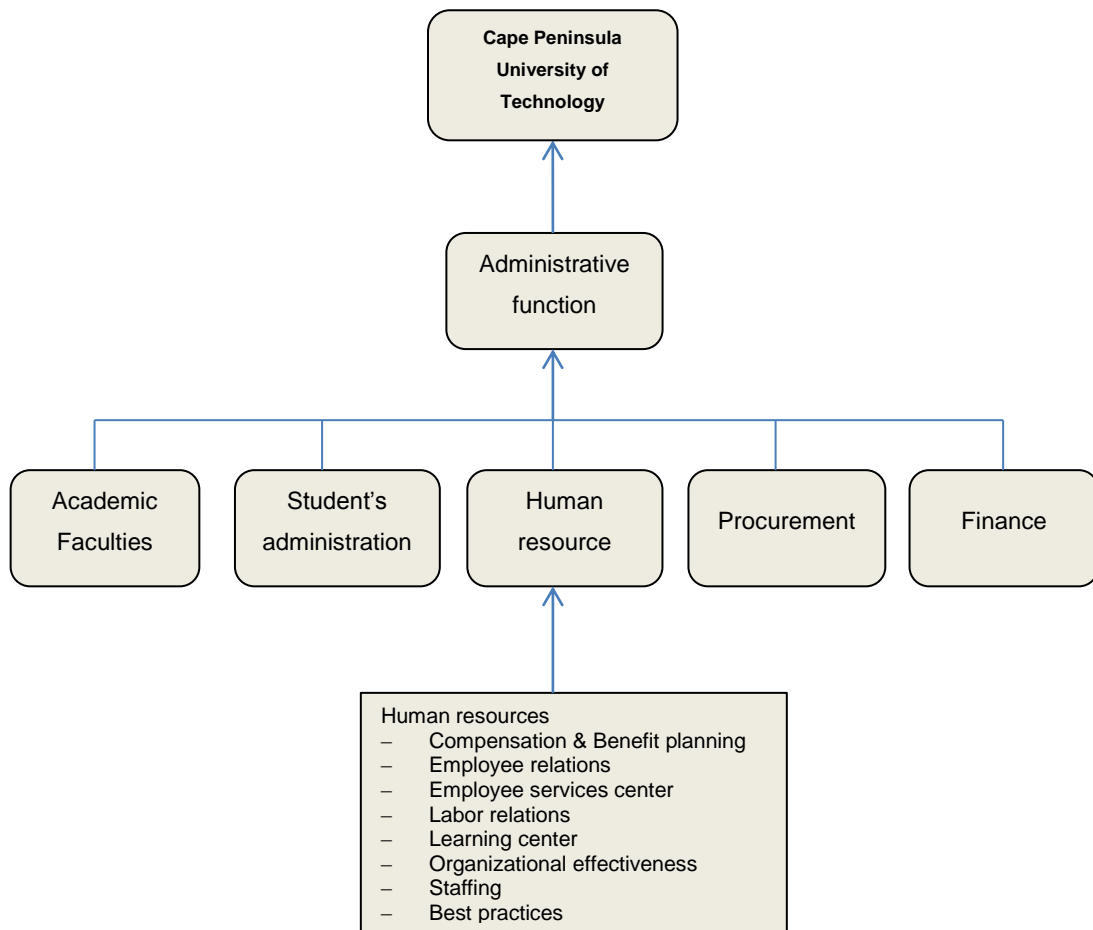 Cape Peninsula
University of
Technology
Administrative
function
Academic
Faculties
Student’s
administration
Human
resource
Procurement
Finance
Human resources
– Compensation & Benefit planning
– Employee relations
– Employee services center
– Labor relations
– Learning center
– Organizational effectiveness
– Staffing
– Best practices